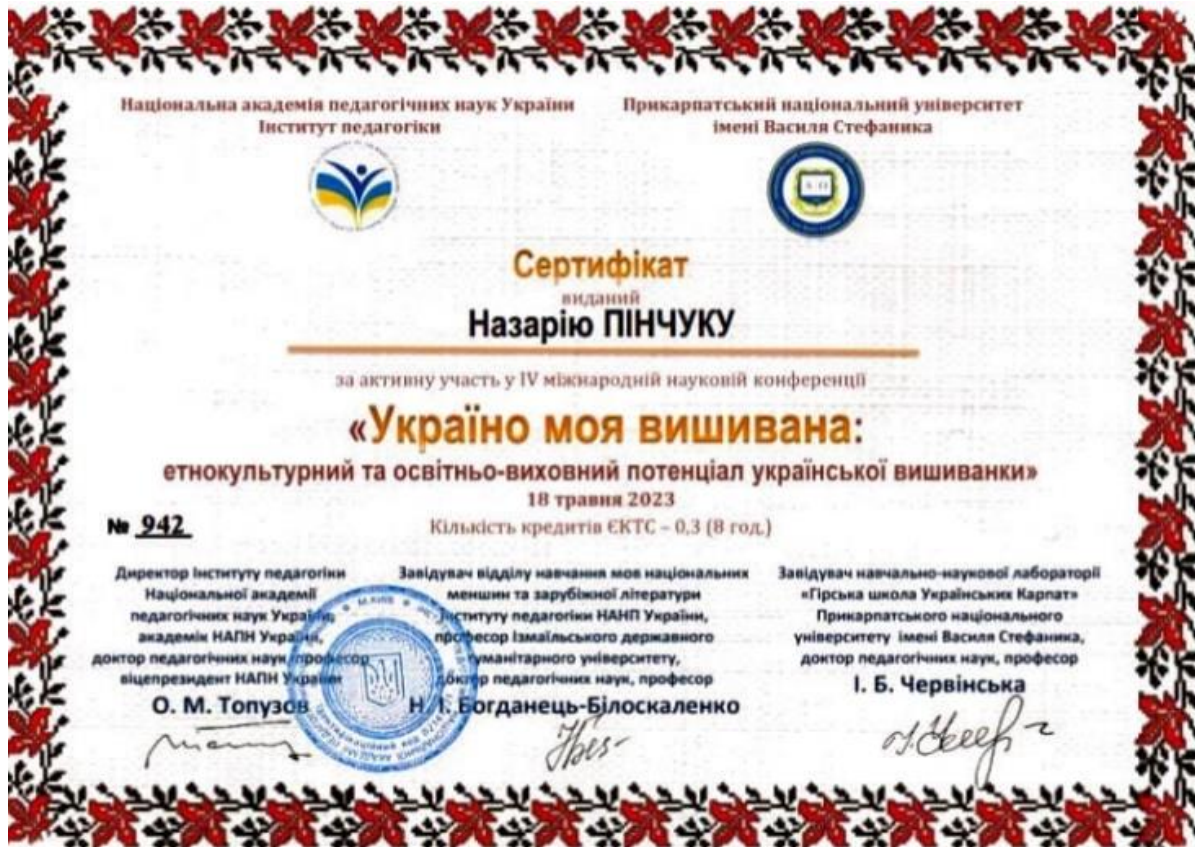 Національна академія педагогічних наук України
Інститут педагогіки
Прикарпатський національний університет
імені Василя Стефаника
Сертифікат
виданий
Назарію ПІНЧУКУ
за активну участь у IV міжнародній науковій конференції
«Україно моя вишивана:
етнокультурний та освітньо-виховний потенціал української вишиванки»
18 травня 2023
№ 942
Кількість кредитів ЄКТС – 0,3 (8 год.)
Директор Інституту педагогіки
Національної академії
педагогічних наук України,
академік НАПН України,
доктор педагогічних наук, професор
віцепрезидент НАПН України
О. М. Топузов
Завідувач відділу навчання мов національних
меншин та зарубіжної літератури
Інституту педагогіки НАНП України,
професор Ізмаїльського державного
гуманітарного університету,
доктор педагогічних наук, професор
Н. І. Богданець-Білоскаленко
Завідувач навчально-наукової лабораторії
«Гірська школа Українських Карпат»
Прикарпатського національного
університету імені Василя Стефаника,
доктор педагогічних наук, професор
І. Б. Червінська